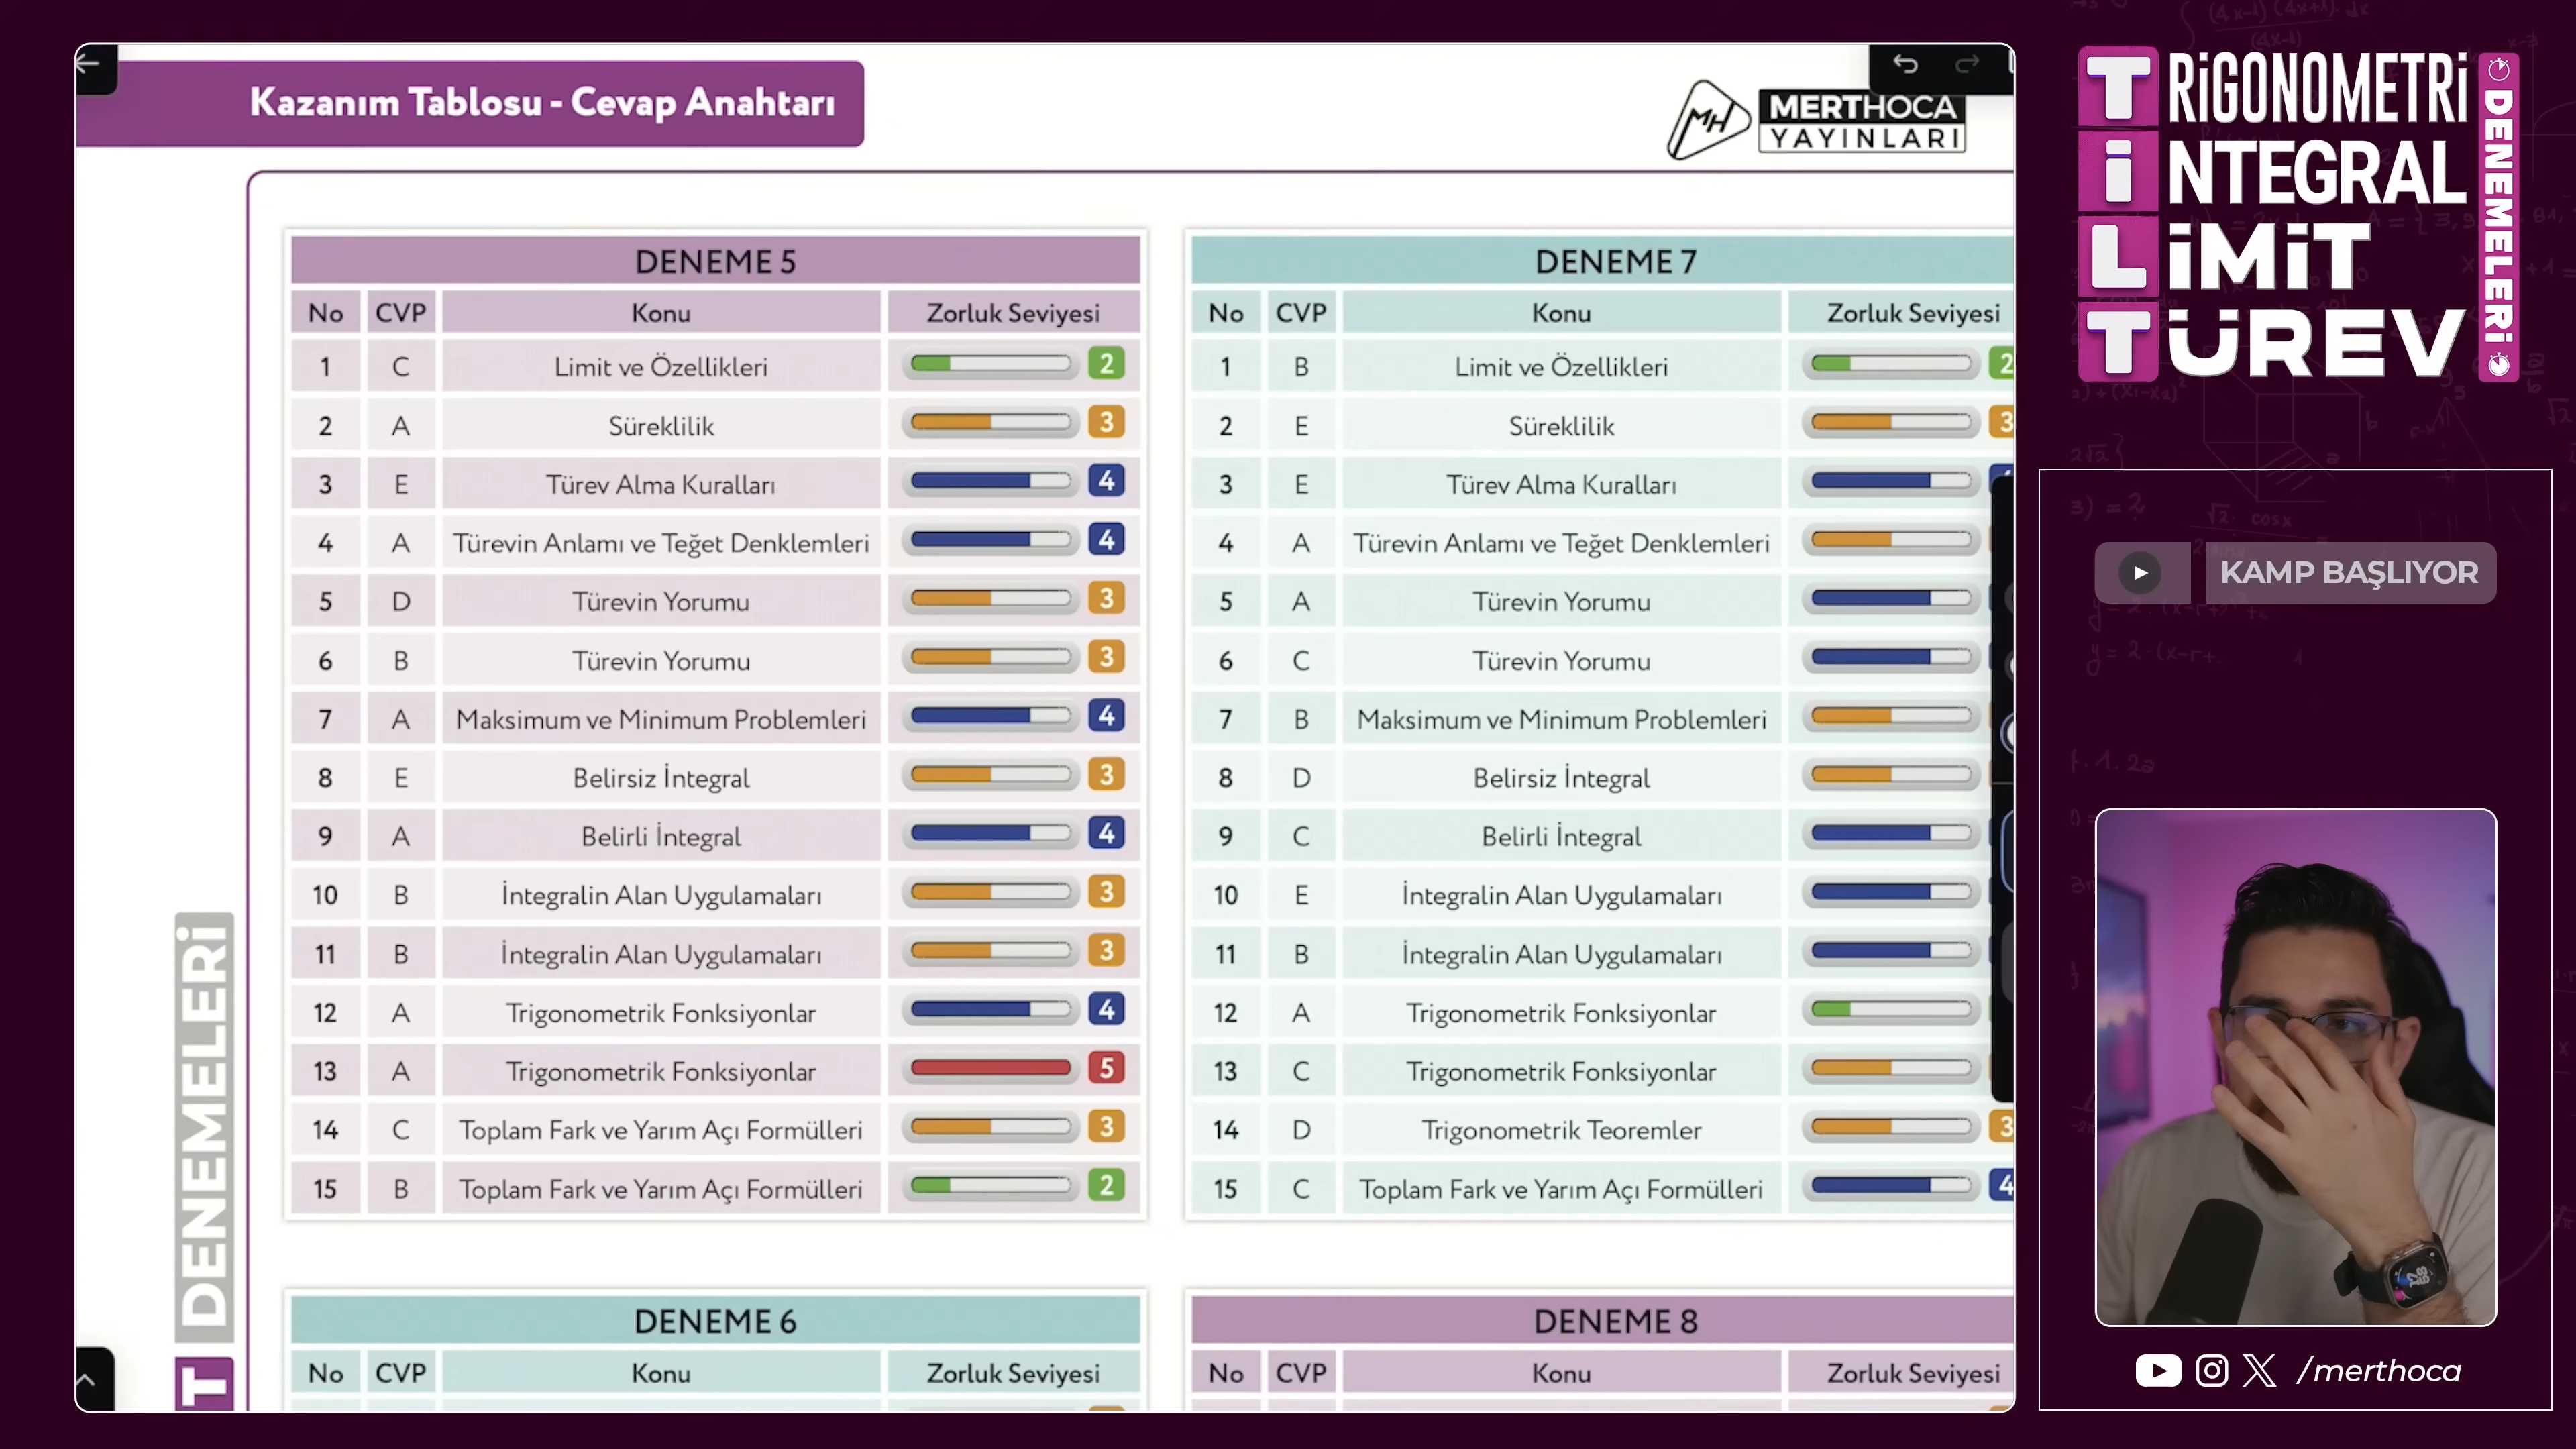 Kazanım Tablosu - Cevap Anahtarı
MH
MERTHOCA
YAYINLARI
DENEME 5
No CVP Konu Zorluk Seviyesi
1 C Limit ve Özellikleri 2
2 A Süreklilik 3
3 E Türev Alma Kuralları 4
4 A Türevin Anlamı ve Teğet Denklemleri 4
5 D Türevin Yorumu 3
6 B Türevin Yorumu 3
7 A Maksimum ve Minimum Problemleri 4
8 E Belirsiz İntegral 3
9 A Belirli İntegral 4
10 B İntegralin Alan Uygulamaları 3
11 B İntegralin Alan Uygulamaları 3
12 A Trigonometrik Fonksiyonlar 4
13 A Trigonometrik Fonksiyonlar 5
14 C Toplam Fark ve Yarım Açı Formülleri 3
15 B Toplam Fark ve Yarım Açı Formülleri 2
DENEME 7
No CVP Konu Zorluk Seviyesi
1 B Limit ve Özellikleri 2
2 E Süreklilik 3
3 E Türev Alma Kuralları
4 A Türevin Anlamı ve Teğet Denklemleri
5 A Türevin Yorumu
6 C Türevin Yorumu
7 B Maksimum ve Minimum Problemleri
8 D Belirsiz İntegral
9 C Belirli İntegral
10 E İntegralin Alan Uygulamaları
11 B İntegralin Alan Uygulamaları
12 A Trigonometrik Fonksiyonlar
13 C Trigonometrik Fonksiyonlar
14 D Trigonometrik Teoremler 3
15 C Toplam Fark ve Yarım Açı Formülleri 4
DENEME 6
No CVP Konu Zorluk Seviyesi
DENEME 8
No CVP Konu Zorluk Seviyesi
T DENEMELERİ
TRİGONOMETRİ
İNTEGRAL
LİMİT
TÜREV
DENEMELERİ
KAMP BAŞLIYOR
/merthoca